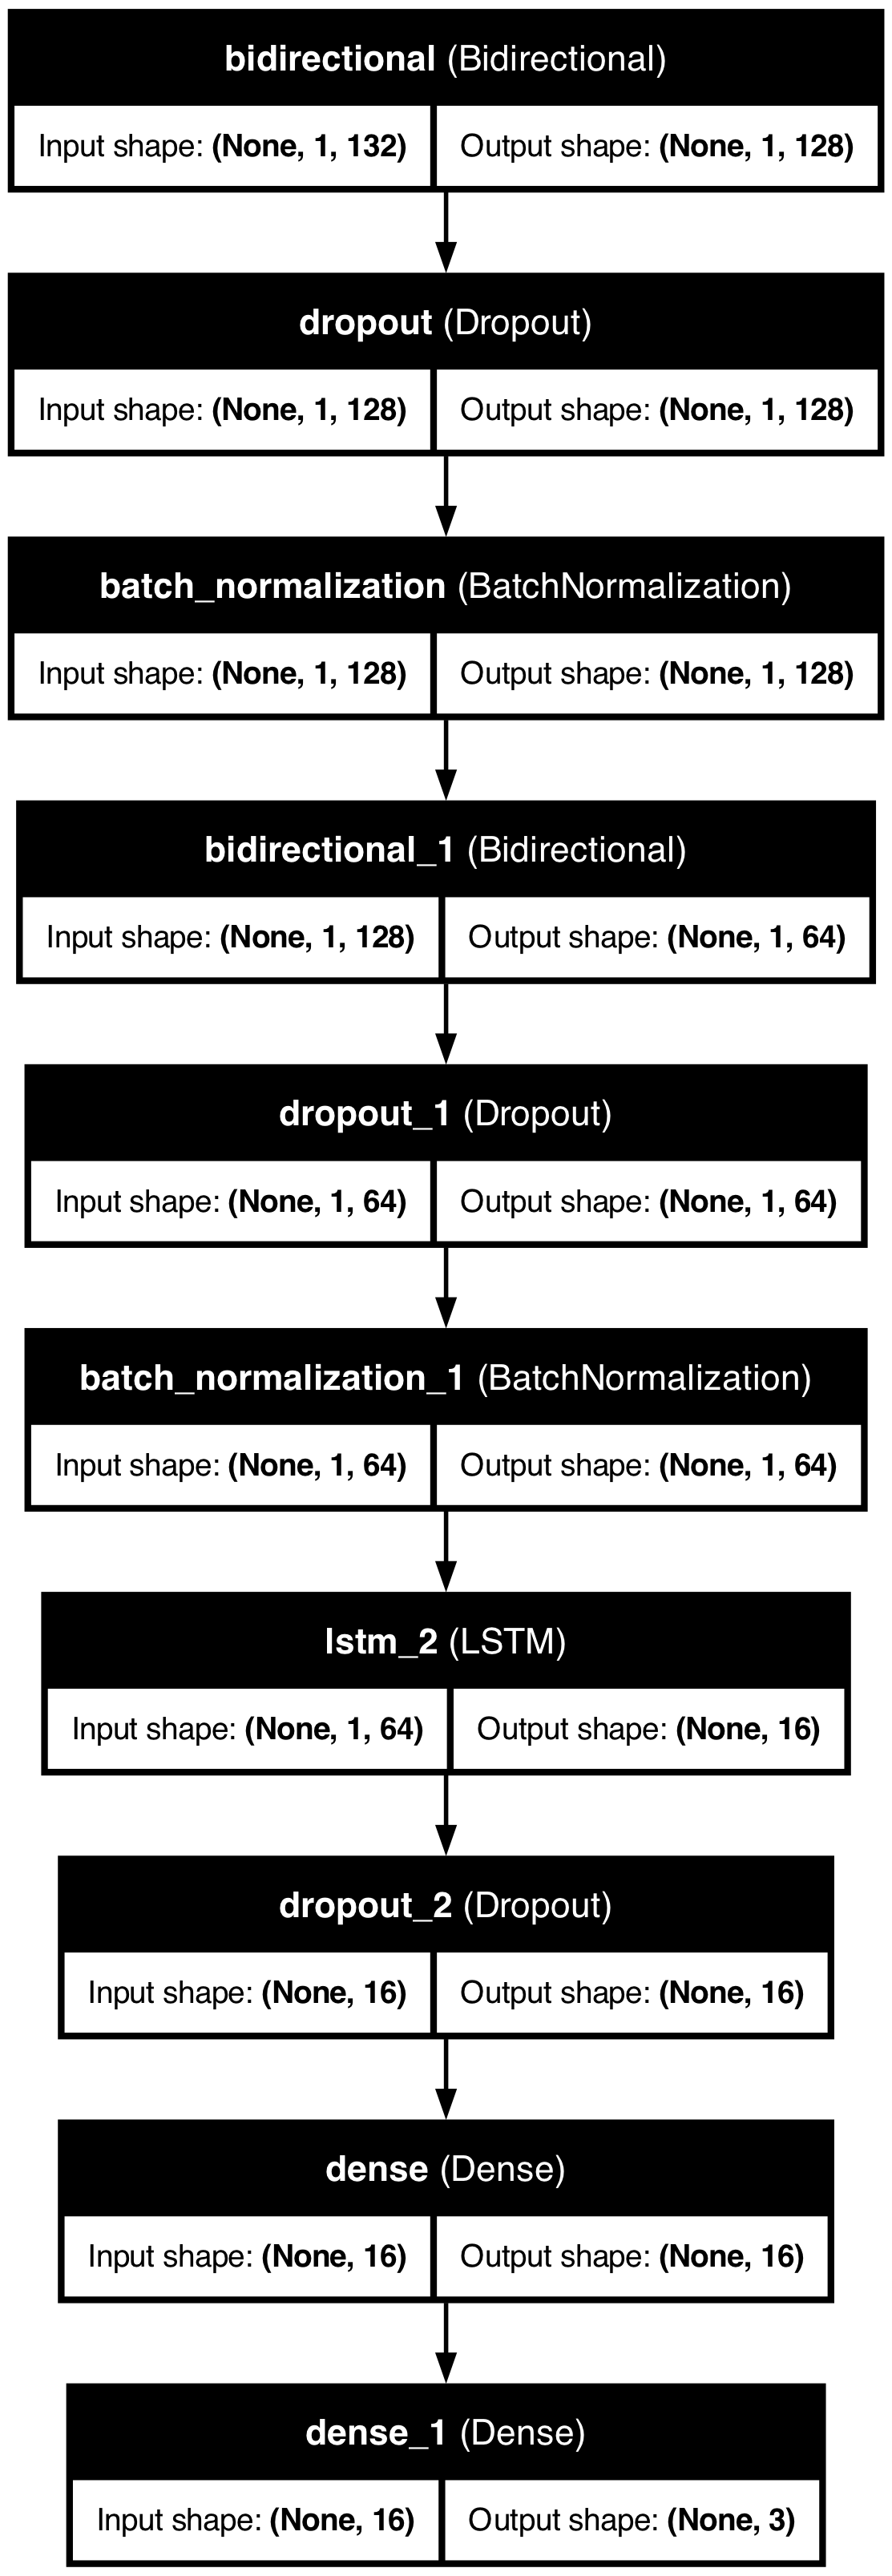 bidirectional (Bidirectional)
Input shape: (None, 1, 132) Output shape: (None, 1, 128)
dropout (Dropout)
Input shape: (None, 1, 128) Output shape: (None, 1, 128)
batch_normalization (BatchNormalization)
Input shape: (None, 1, 128) Output shape: (None, 1, 128)
bidirectional_1 (Bidirectional)
Input shape: (None, 1, 128) Output shape: (None, 1, 64)
dropout_1 (Dropout)
Input shape: (None, 1, 64) Output shape: (None, 1, 64)
batch_normalization_1 (BatchNormalization)
Input shape: (None, 1, 64) Output shape: (None, 1, 64)
lstm_2 (LSTM)
Input shape: (None, 1, 64) Output shape: (None, 16)
dropout_2 (Dropout)
Input shape: (None, 16) Output shape: (None, 16)
dense (Dense)
Input shape: (None, 16) Output shape: (None, 16)
dense_1 (Dense)
Input shape: (None, 16) Output shape: (None, 3)